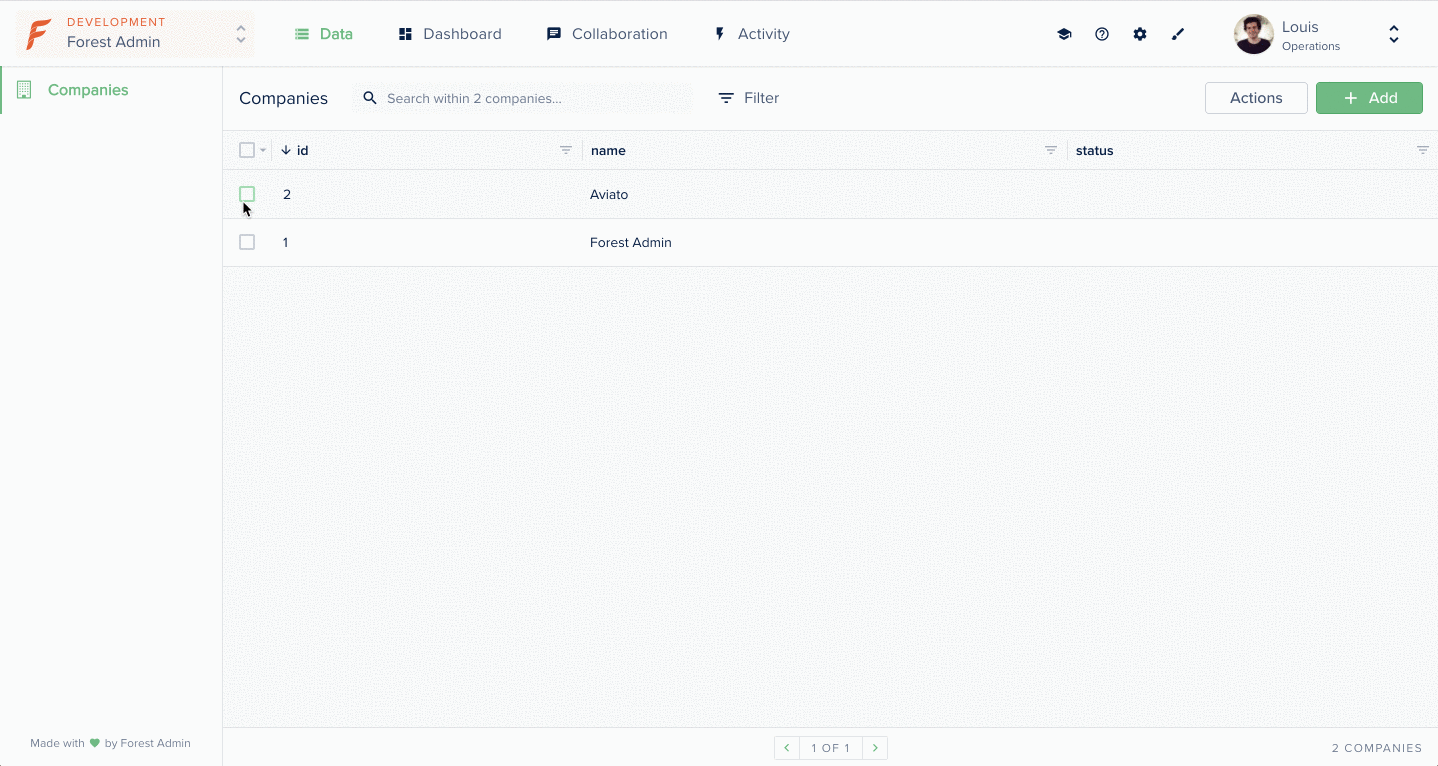 DEVELOPMENT
Forest Admin
Data
Dashboard
Collaboration
Activity
Louis
Operations
Companies
Companies
Search within 2 companies...
Filter
Actions
+ Add
id
name
status
2
Aviato
1
Forest Admin
Made with by Forest Admin
1 OF 1
2 COMPANIES